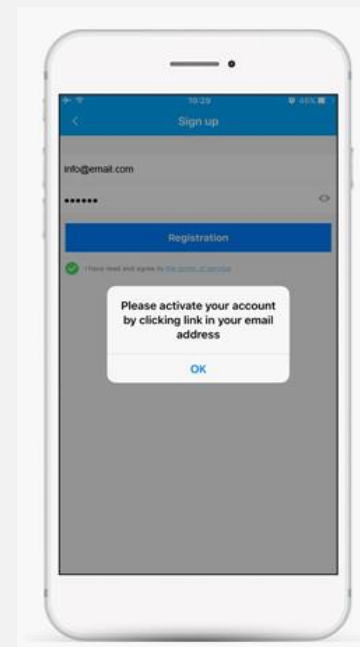 10:29
46%
Sign up
info@email.com
••••••
Registration
I have read and agree to the terms of service
Please activate your account
by clicking link in your email
address
OK